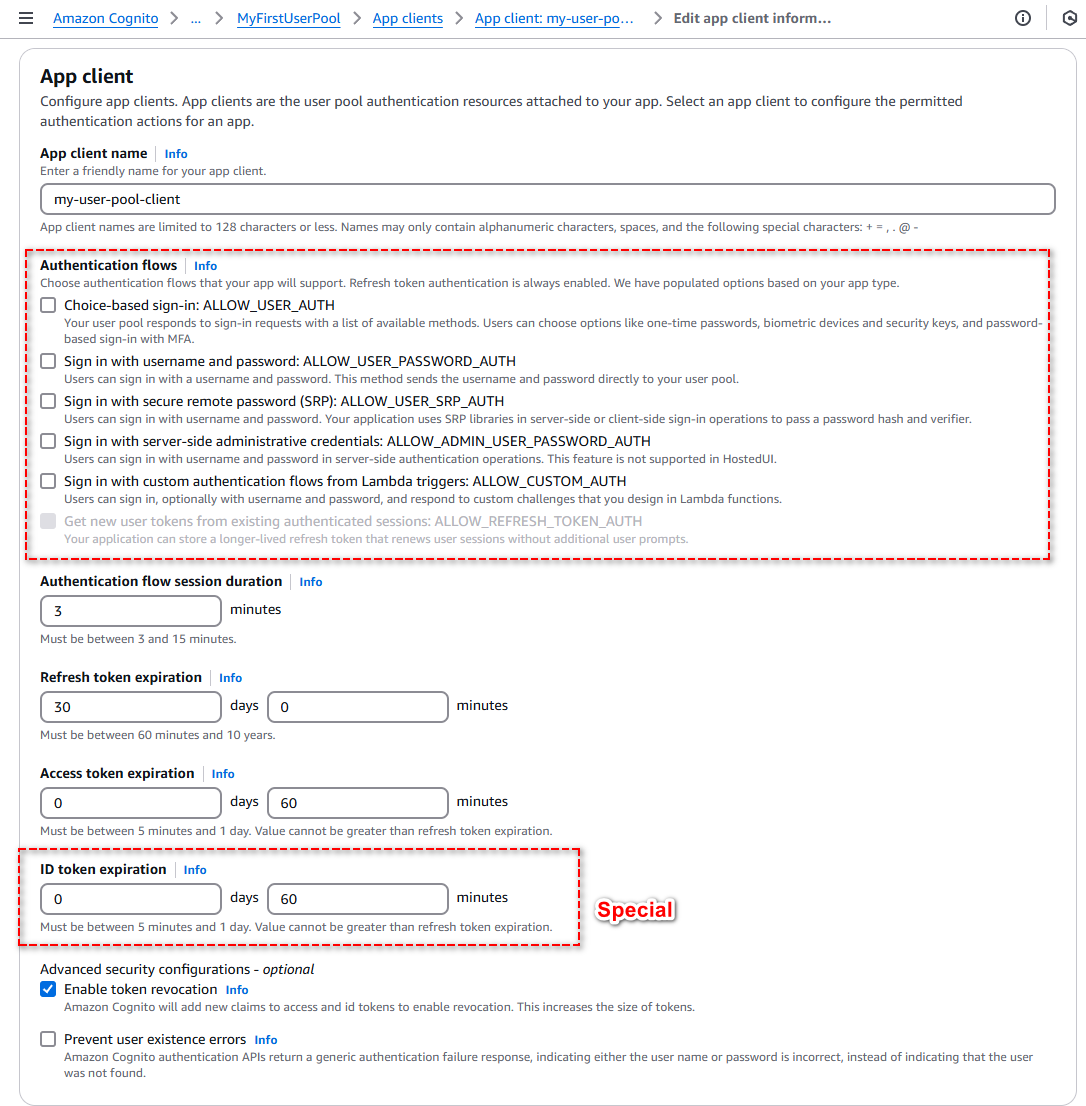 Amazon Cognito > ... > MyFirstUserPool > App clients > App client: my-user-po... > Edit app client inform...
App client
Configure app clients. App clients are the user pool authentication resources attached to your app. Select an app client to configure the permitted
authentication actions for an app.
App client name | Info
Enter a friendly name for your app client.
my-user-pool-client
App client names are limited to 128 characters or less. Names may only contain alphanumeric characters, spaces, and the following special characters: + = , . @ -
Authentication flows | Info
Choose authentication flows that your app will support. Refresh token authentication is always enabled. We have populated options based on your app type.
Choice-based sign-in: ALLOW_USER_AUTH
Your user pool responds to sign-in requests with a list of available methods. Users can choose options like one-time passwords, biometric devices and security keys, and password-
based sign-in with MFA.
Sign in with username and password: ALLOW_USER_PASSWORD_AUTH
Users can sign in with a username and password. This method sends the username and password directly to your user pool.
Sign in with secure remote password (SRP): ALLOW_USER_SRP_AUTH
Users can sign in with username and password. Your application uses SRP libraries in server-side or client-side sign-in operations to pass a password hash and verifier.
Sign in with server-side administrative credentials: ALLOW_ADMIN_USER_PASSWORD_AUTH
Users can sign in with username and password in server-side authentication operations. This feature is not supported in HostedUI.
Sign in with custom authentication flows from Lambda triggers: ALLOW_CUSTOM_AUTH
Users can sign in, optionally with username and password, and respond to custom challenges that you design in Lambda functions.
Get new user tokens from existing authenticated sessions: ALLOW_REFRESH_TOKEN_AUTH
Your application can store a longer-lived refresh token that renews user sessions without additional user prompts.
Authentication flow session duration | Info
3 minutes
Must be between 3 and 15 minutes.
Refresh token expiration | Info
30 days 0 minutes
Must be between 60 minutes and 10 years.
Access token expiration | Info
0 days 60 minutes
Must be between 5 minutes and 1 day. Value cannot be greater than refresh token expiration.
ID token expiration | Info
0 days 60 minutes
Special
Must be between 5 minutes and 1 day. Value cannot be greater than refresh token expiration.
Advanced security configurations - optional
Enable token revocation Info
Amazon Cognito will add new claims to access and id tokens to enable revocation. This increases the size of tokens.
Prevent user existence errors Info
Amazon Cognito authentication APIs return a generic authentication failure response, indicating either the user name or password is incorrect, instead of indicating that the user
was not found.